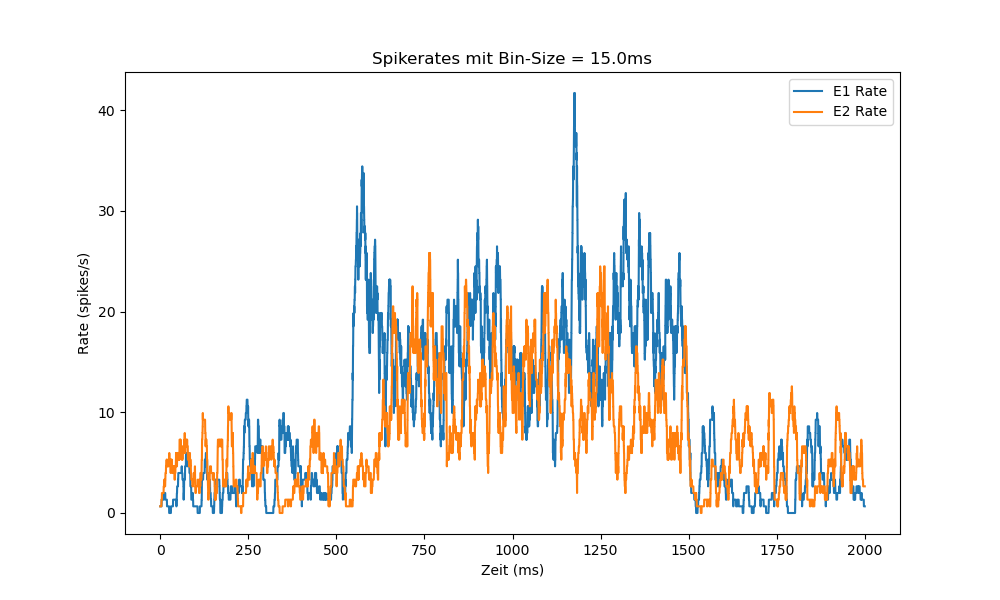 Spikerates mit Bin-Size = 15.0ms
E1 Rate
E2 Rate
40
30
20
10
0
Rate (spikes/s)
0 250 500 750 1000 1250 1500 1750 2000
Zeit (ms)